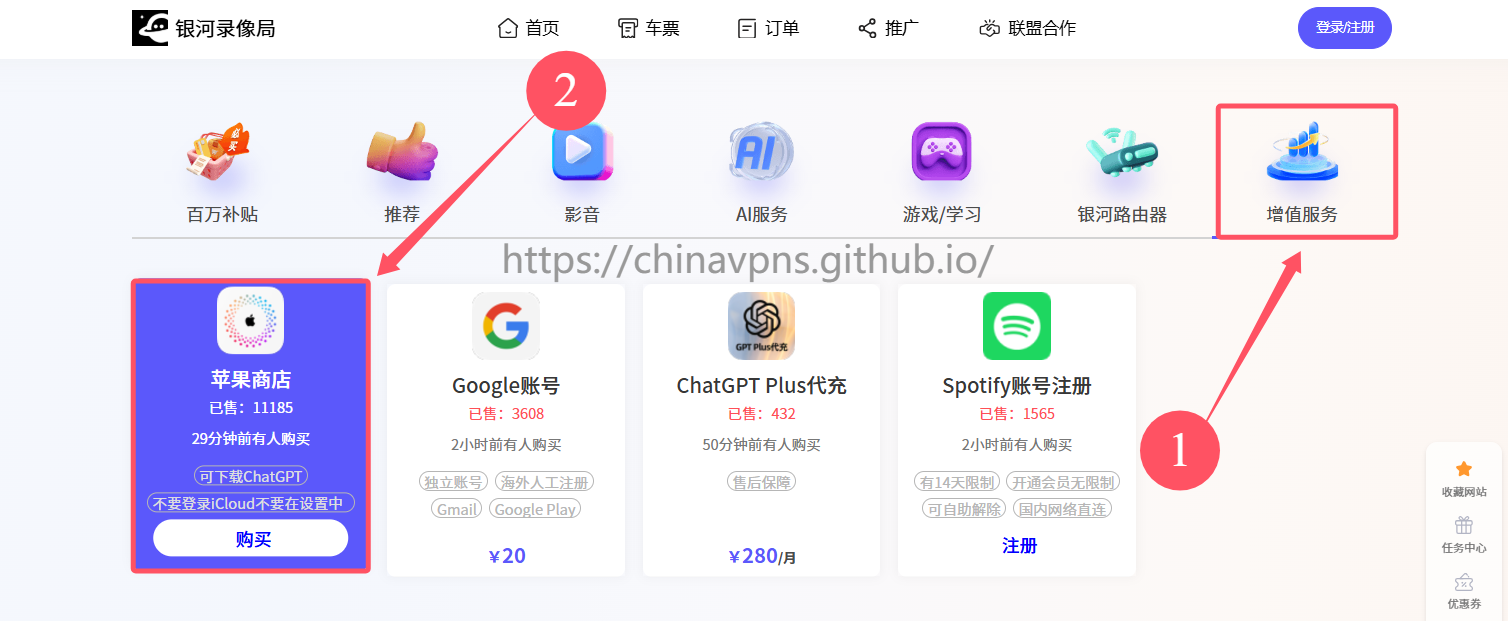 银河录像局
首页
车票
订单
推广
联盟合作
登录/注册
2
必买
百万补贴
推荐
影音
AI
AI服务
游戏/学习
银河路由器
增值服务
https://chinavpns.github.io/
苹果商店
已售：11185
29分钟前有人购买
可下载ChatGPT
不要登录iCloud不要在设置中
购买
Google账号
已售：3608
2小时前有人购买
独立账号 海外人工注册
Gmail Google Play
¥20
GPT Plus代充
ChatGPT Plus代充
已售：432
50分钟前有人购买
售后保障
¥280/月
Spotify账号注册
已售：1565
2小时前有人购买
有14天限制 开通会员无限制
可自助解除 国内网络直连
注册
1
收藏网站
任务中心
优惠券